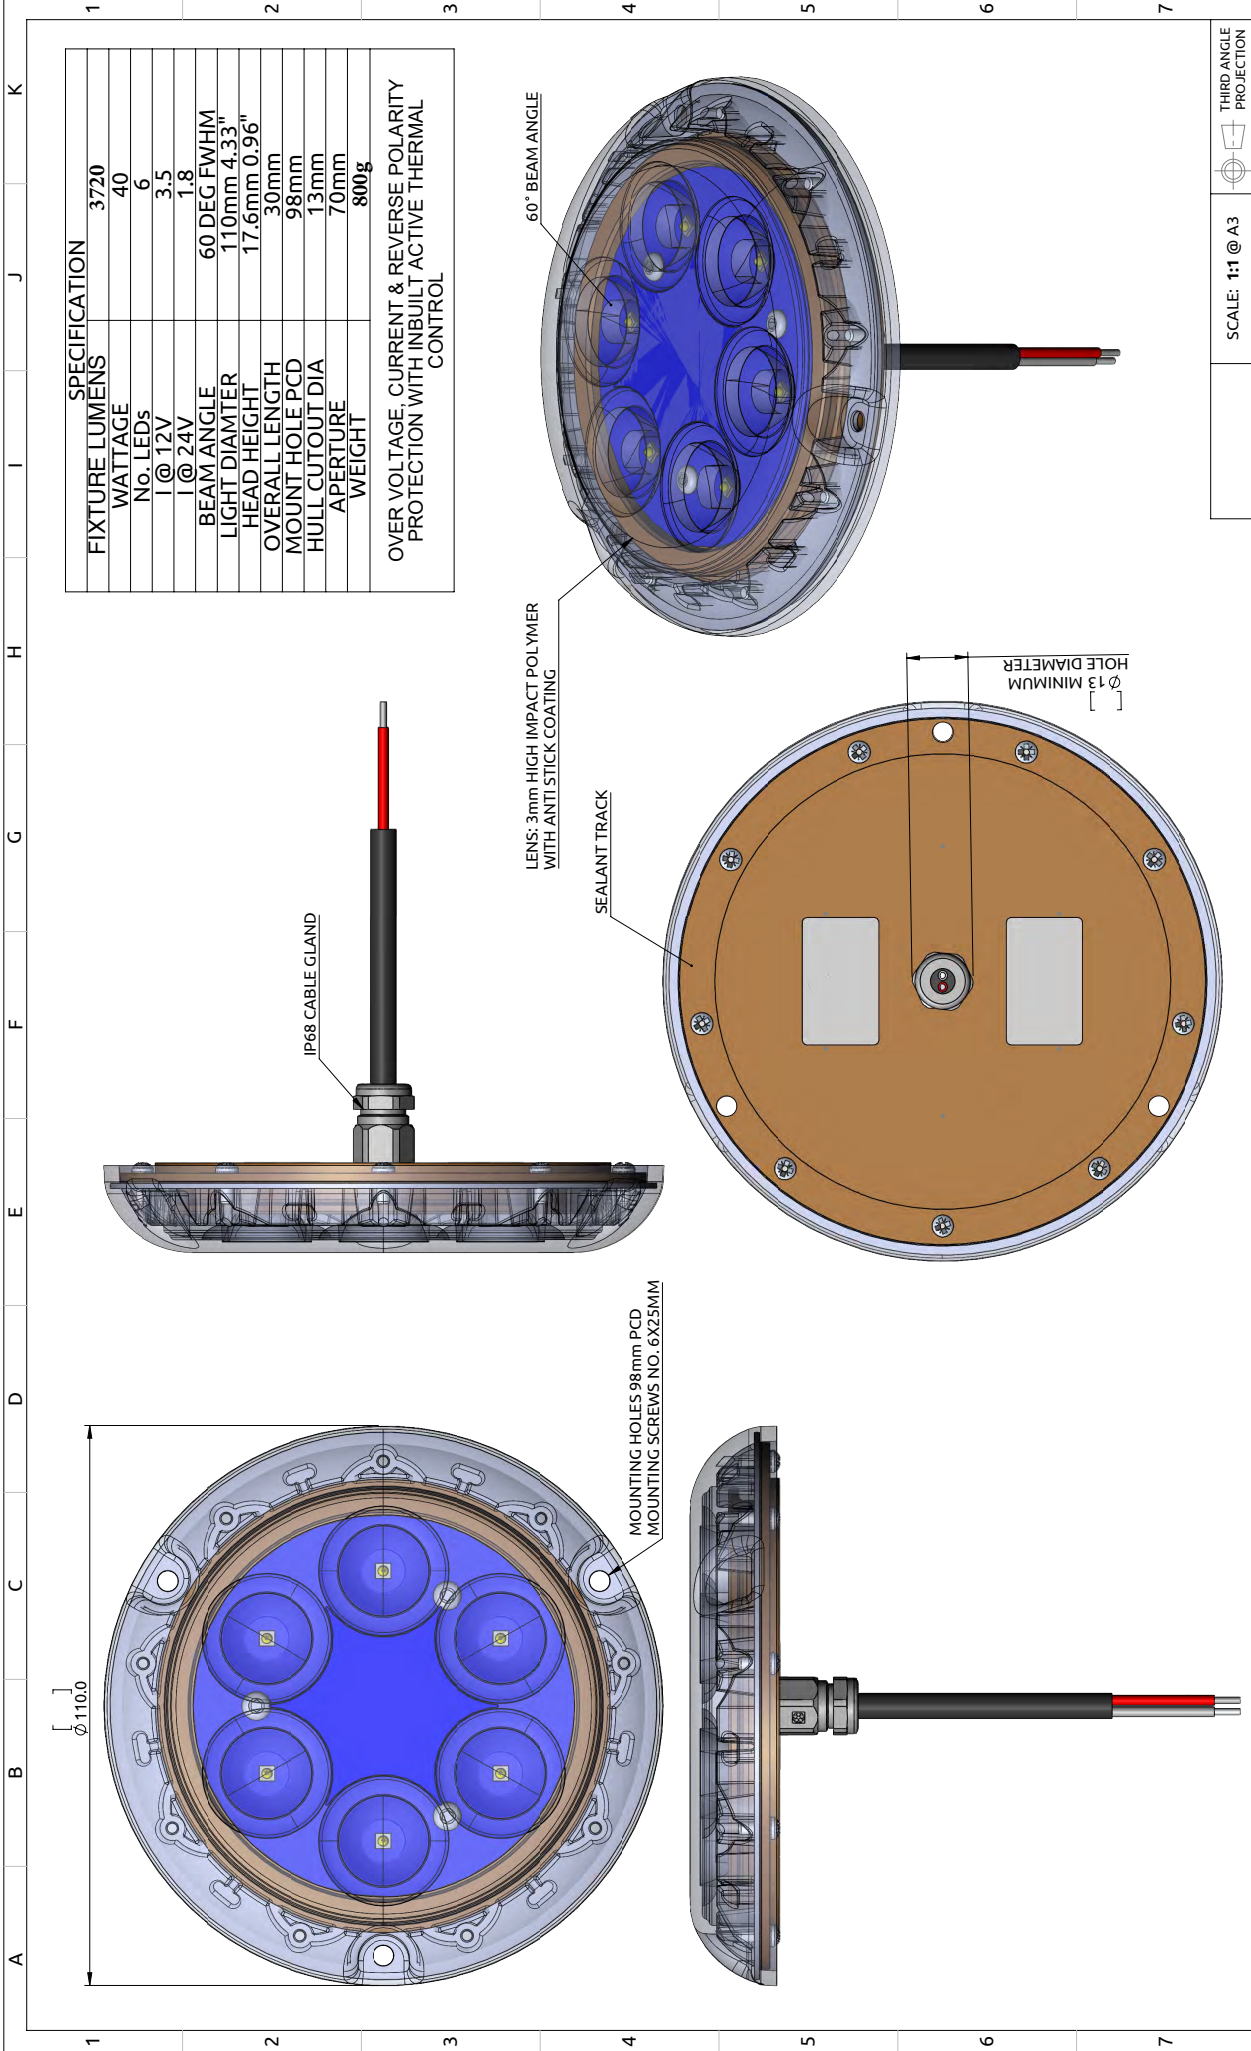 K J I H G F E D C B A
1 2 3 4 5 6 7
SPECIFICATION
FIXTURE LUMENS 3720
WATTAGE 40
No. LEDs 6
I @ 12V 3.5
I @ 24V 1.8
BEAM ANGLE 60 DEG FWHM
LIGHT DIAMTER 110mm 4.33"
HEAD HEIGHT 17.6mm 0.96"
OVERALL LENGTH 30mm
MOUNT HOLE PCD 98mm
HULL CUTOUT DIA 13mm
APERTURE 70mm
WEIGHT 800g
OVER VOLTAGE, CURRENT & REVERSE POLARITY
PROTECTION WITH INBUILT ACTIVE THERMAL
CONTROL
IP68 CABLE GLAND
[ ]
Ø 110.0
MOUNTING HOLES 98mm PCD
MOUNTING SCREWS NO. 6X25MM
60° BEAM ANGLE
LENS: 3mm HIGH IMPACT POLYMER
WITH ANTI STICK COATING
SEALANT TRACK
[ ]
Ø13 MINIMUM
HOLE DIAMETER
SCALE: 1:1 @ A3
THIRD ANGLE
PROJECTION
1 2 3 4 5 6 7